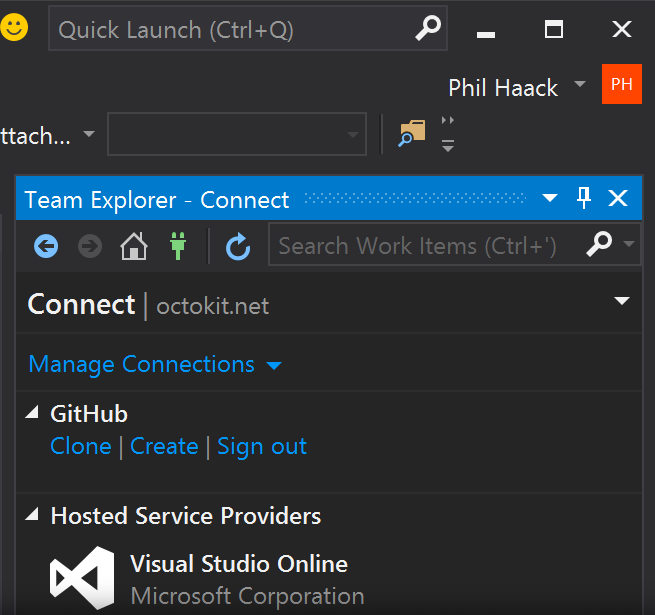 Quick Launch (Ctrl+Q)
Phil Haack PH
ttach...
Team Explorer - Connect
Search Work Items (Ctrl+')
Connect | octokit.net
Manage Connections
GitHub
Clone | Create | Sign out
Hosted Service Providers
Visual Studio Online
Microsoft Corporation